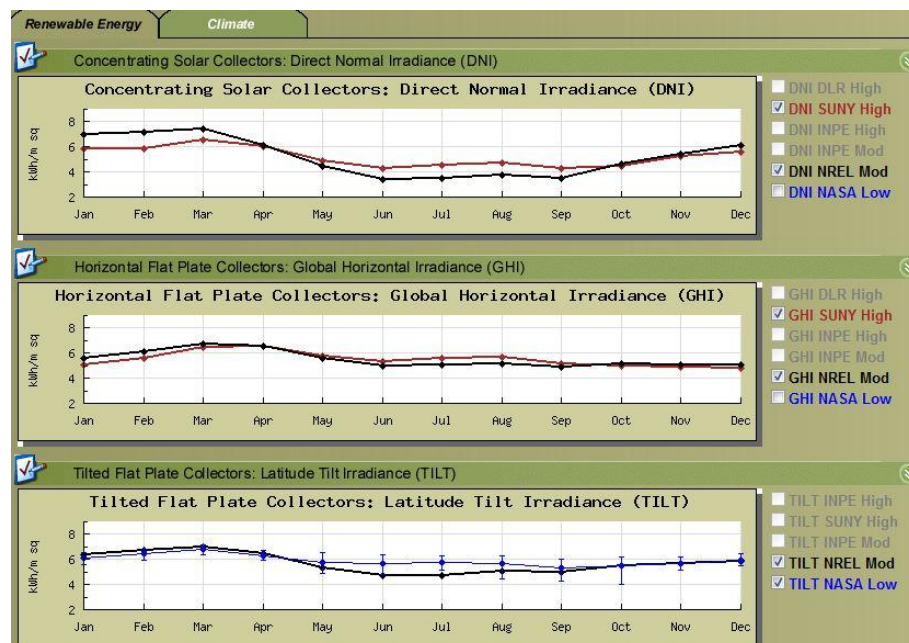 Renewable Energy
Climate
Concentrating Solar Collectors: Direct Normal Irradiance (DNI)
Concentrating Solar Collectors: Direct Normal Irradiance (DNI)
kWh/m sq
8
6
4
2
Jan Feb Mar Apr May Jun Jul Aug Sep Oct Nov Dec
DNI DLR High
DNI SUNY High
DNI INPE High
DNI INPE Mod
DNI NREL Mod
DNI NASA Low
Horizontal Flat Plate Collectors: Global Horizontal Irradiance (GHI)
Horizontal Flat Plate Collectors: Global Horizontal Irradiance (GHI)
kWh/m sq
8
6
4
2
Jan Feb Mar Apr May Jun Jul Aug Sep Oct Nov Dec
GHI DLR High
GHI SUNY High
GHI INPE High
GHI INPE Mod
GHI NREL Mod
GHI NASA Low
Tilted Flat Plate Collectors: Latitude Tilt Irradiance (TILT)
Tilted Flat Plate Collectors: Latitude Tilt Irradiance (TILT)
kWh/m sq
8
6
4
2
Jan Feb Mar Apr May Jun Jul Aug Sep Oct Nov Dec
TILT INPE High
TILT SUNY High
TILT INPE Mod
TILT NREL Mod
TILT NASA Low